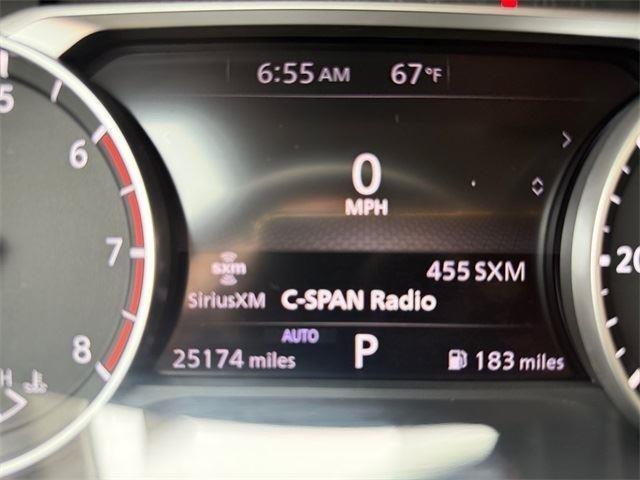 6:55 AM 67°F
5
6
0
MPH
7
20
sxm
455 SXM
SiriusXM C-SPAN Radio
AUTO
8
25174 miles P 183 miles
H